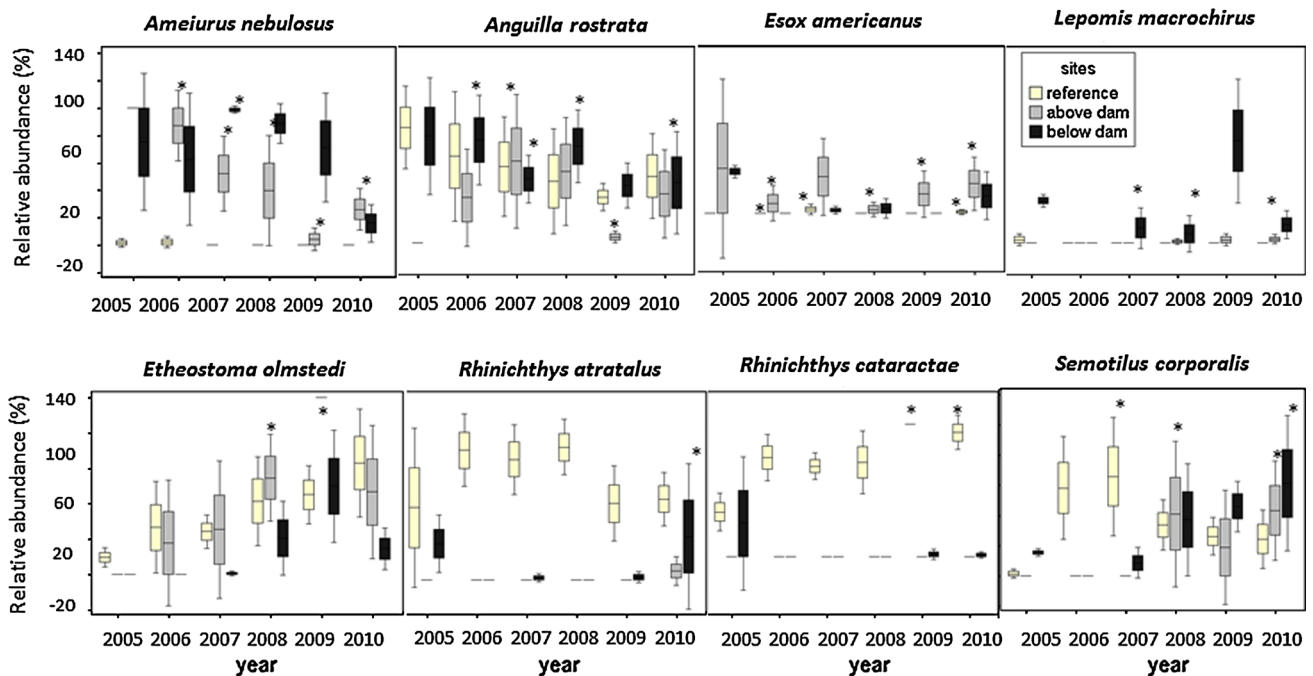 Ameiurus nebulosus
Anguilla rostrata
Esox americanus
Lepomis macrochirus
Relative abundance (%)
140
100
60
20
-20
sites
reference
above dam
below dam
2005 2006 2007 2008 2009 2010
2005 2006 2007 2008 2009 2010
2005 2006 2007 2008 2009 2010
2005 2006 2007 2008 2009 2010
Etheostoma olmstedi
Rhinichthys atratalus
Rhinichthys cataractae
Semotilus corporalis
Relative abundance (%)
140
100
60
20
-20
2005 2006 2007 2008 2009 2010
2005 2006 2007 2008 2009 2010
2005 2006 2007 2008 2009 2010
2005 2006 2007 2008 2009 2010
year
year
year
year